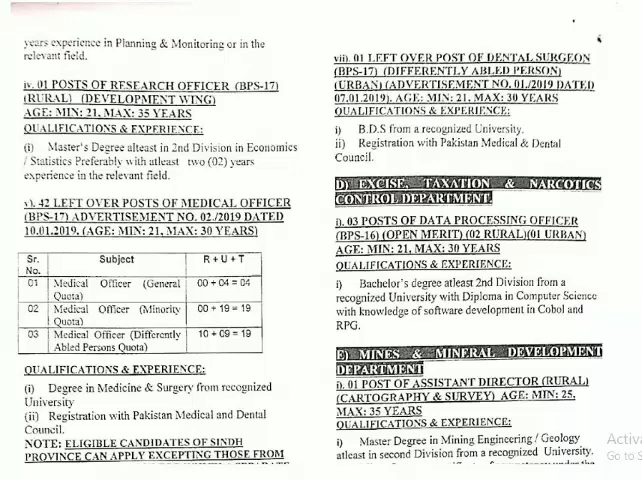 years experience in Planning & Monitoring or in the
relevant field.
iv. 01 POSTS OF RESEARCH OFFICER (BPS-17)
(RURAL) (DEVELOPMENT WING)
AGE: MIN: 21, MAX: 35 YEARS
QUALIFICATIONS & EXPERIENCE:
(i) Master's Degree alteast in 2nd Division in Economics
/ Statistics Preferably with atleast two (02) years
experience in the relevant field.
v). 42 LEFT OVER POSTS OF MEDICAL OFFICER
(BPS-17) ADVERTISEMENT NO. 02./2019 DATED
10.01.2019. (AGE: MIN: 21, MAX: 30 YEARS)
Sr. No. Subject R + U + T
01 Medical Officer (General Quota) 00 + 04 = 04
02 Medical Officer (Minority Quota) 00 + 19 = 19
03 Medical Officer (Differently Abled Persons Quota) 10 + 09 = 19
QUALIFICATIONS & EXPERIENCE:
(i) Degree in Medicine & Surgery from recognized
University
(ii) Registration with Pakistan Medical and Dental
Council.
NOTE: ELIGIBLE CANDIDATES OF SINDH
PROVINCE CAN APPLY EXCEPTING THOSE FROM
vii). 01 LEFT OVER POST OF DENTAL SURGEON
(BPS-17) (DIFFERENTLY ABLED PERSON)
(URBAN) (ADVERTISEMENT NO. 01./2019 DATED
07.01.2019). AGE: MIN: 21, MAX: 30 YEARS
QUALIFICATIONS & EXPERIENCE:
i) B.D.S from a recognized University.
ii) Registration with Pakistan Medical & Dental
Council.
D) EXCISE, TAXATION & NARCOTICS
CONTROL DEPARTMENT.
i). 03 POSTS OF DATA PROCESSING OFFICER
(BPS-16) (OPEN MERIT) (02 RURAL)(01 URBAN)
AGE: MIN: 21, MAX: 30 YEARS
QUALIFICATIONS & EXPERIENCE:
i) Bachelor's degree atleast 2nd Division from a
recognized University with Diploma in Computer Science
with knowledge of software development in Cobol and
RPG.
E) MINES & MINERAL DEVELOPMENT
DEPARTMENT
i). 01 POST OF ASSISTANT DIRECTOR (RURAL)
(CARTOGRAPHY & SURVEY) AGE: MIN: 25,
MAX: 35 YEARS
QUALIFICATIONS & EXPERIENCE:
i) Master Degree in Mining Engineering / Geology
atleast in second Division from a recognized University.
Activa
Go to S